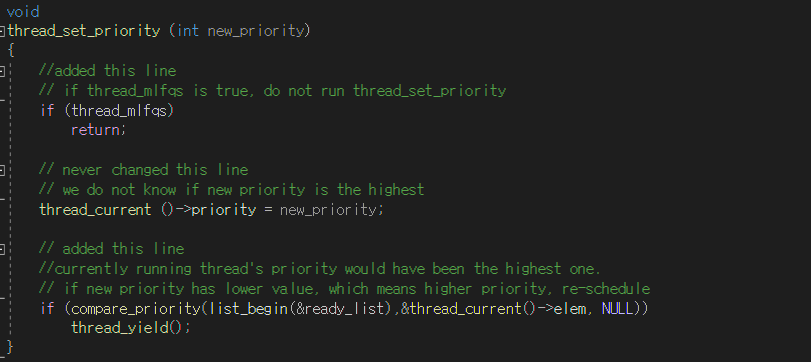 void
thread_set_priority (int new_priority)
{
//added this line
// if thread_mlfqs is true, do not run thread_set_priority
if (thread_mlfqs)
return;
// never changed this line
// we do not know if new priority is the highest
thread_current ()->priority = new_priority;
// added this line
//currently running thread's priority would have been the highest one.
// if new priority has lower value, which means higher priority, re-schedule
if (compare_priority(list_begin(&ready_list),&thread_current()->elem, NULL))
thread_yield();
}